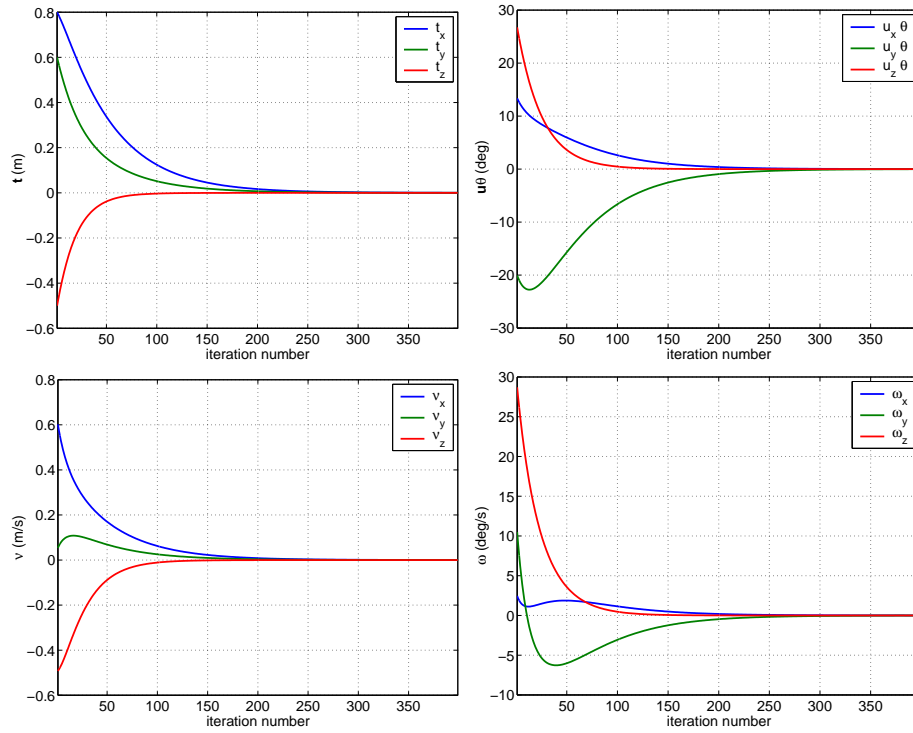 0.8
0.6
0.4
0.2
0
−0.2
−0.4
−0.6
t (m)
50 100 150 200 250 300 350
iteration number
t_x
t_y
t_z
30
20
10
0
−10
−20
−30
uθ (deg)
50 100 150 200 250 300 350
iteration number
u_x θ
u_y θ
u_z θ
0.8
0.6
0.4
0.2
0
−0.2
−0.4
−0.6
ν (m/s)
50 100 150 200 250 300 350
iteration number
ν_x
ν_y
ν_z
30
25
20
15
10
5
0
−5
−10
ω (deg/s)
50 100 150 200 250 300 350
iteration number
ω_x
ω_y
ω_z